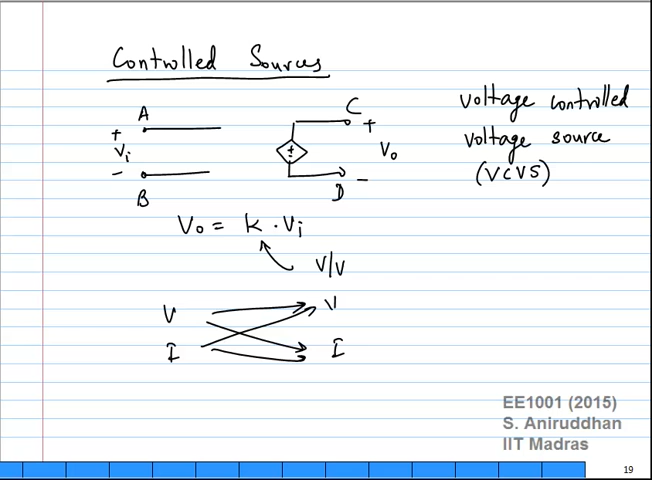 Controlled Sources
A
+
Vi
-
B
C
+
Vo
-
D
±
voltage controlled
voltage source
(VCVS)
Vo = k · Vi
V/V
V
V
I
I
EE1001 (2015)
S. Aniruddhan
IIT Madras
19